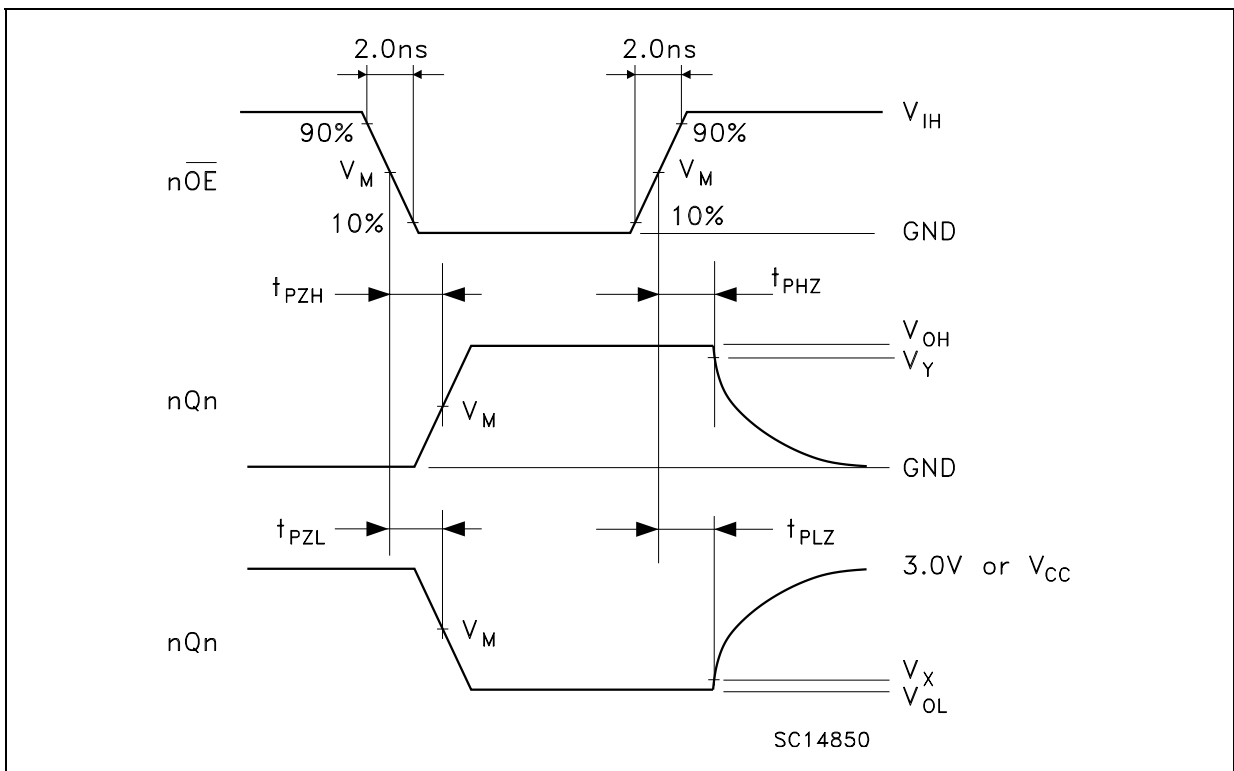 2.0ns 2.0ns
V_IH
90% 90%
nO̅E̅ V_M V_M
10% 10%
GND
t_PZH t_PHZ
V_OH
V_Y
nQn V_M
GND
t_PZL t_PLZ
3.0V or V_CC
nQn V_M
V_X
V_OL
SC14850